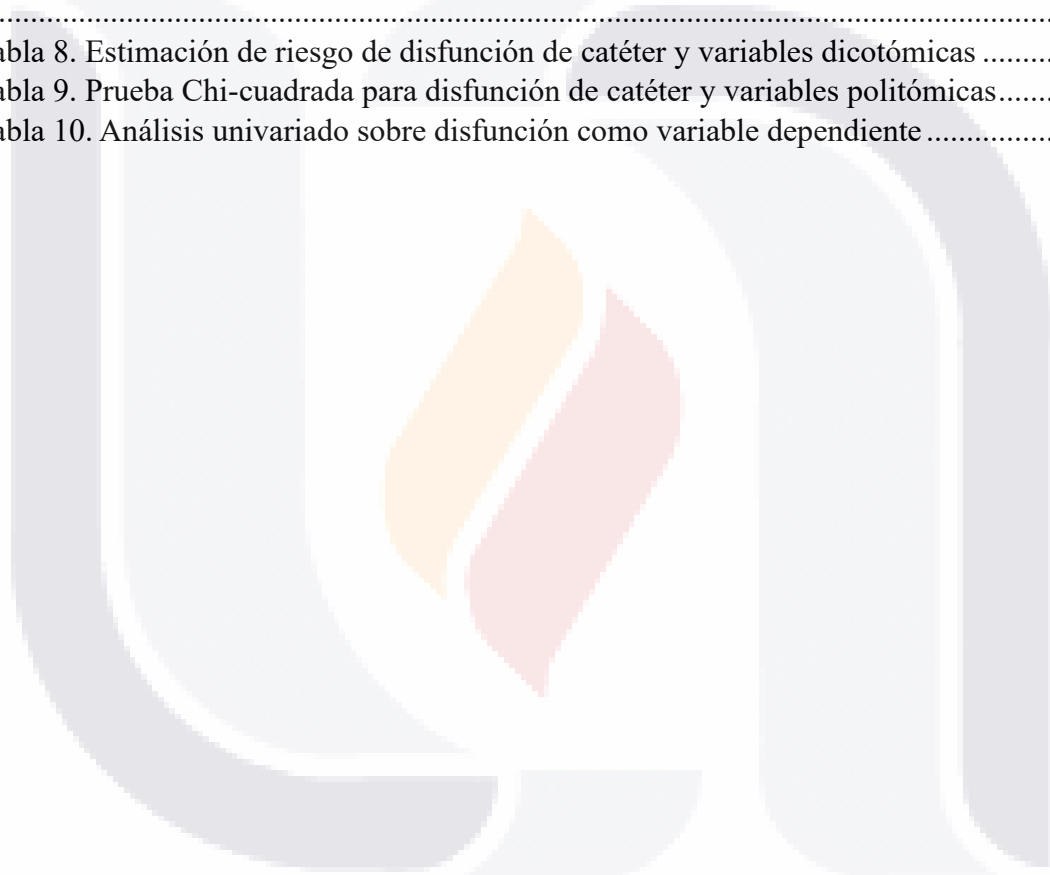 ........................................................................................................................
abla 8. Estimación de riesgo de disfunción de catéter y variables dicotómicas ........
abla 9. Prueba Chi-cuadrada para disfunción de catéter y variables politómicas......
abla 10. Análisis univariado sobre disfunción como variable dependiente ...............